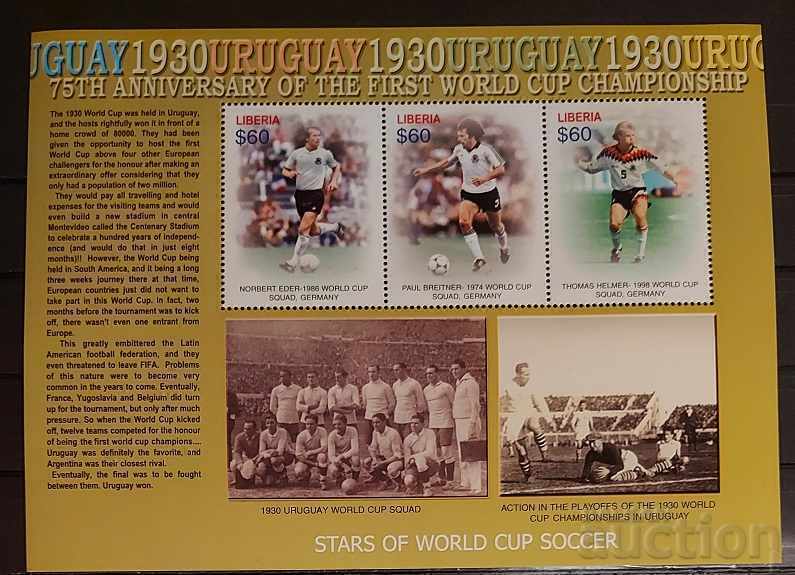 UGUAY1930URUGUAY1930URUGUAY1930URUGU
75TH ANNIVERSARY OF THE FIRST WORLD CUP CHAMPIONSHIP
The 1930 World Cup was held in Uruguay,
and the hosts rightfully won it in front of a
home crowd of 80000. They had been
given the opportunity to host the first
World Cup above four other European
challengers for the honour after making an
extraordinary offer considering that they
only had a population of two million.
They would pay all travelling and hotel
expenses for the visiting teams and would
even build a new stadium in central
Montevideo called the Centenary Stadium
to celebrate a hundred years of independ-
ence (and would do that in just eight
months)!! However, the World Cup being
held in South America, and it being a long
three weeks journey there at that time,
European countries just did not want to
take part in this World Cup. In fact, two
months before the tournament was to kick
off, there wasn't even one entrant from
Europe.
This greatly embittered the Latin
American football federation, and they
even threatened to leave FIFA. Problems
of this nature were to become very
common in the years to come. Eventually,
France, Yugoslavia and Belgium did turn
up for the tournament, but only after much
pressure. So when the World Cup kicked
off, twelve teams competed for the honour
of being the first world cup champions....
Uruguay was definitely the favorite, and
Argentina was their closest rival.
Eventually, the final was to be fought
between them. Uruguay won.
LIBERIA
$60
NORBERT EDER-1986 WORLD CUP
SQUAD, GERMANY
LIBERIA
$60
3
PAUL BREITNER- 1974 WORLD CUP
SQUAD, GERMANY
LIBERIA
$60
5
THOMAS HELMER- 1998 WORLD CUP
SQUAD, GERMANY
1930 URUGUAY WORLD CUP SQUAD
ACTION IN THE PLAYOFFS OF THE 1930 WORLD
CUP CHAMPIONSHIPS IN URUGUAY
STARS OF WORLD CUP SOCCER
auction